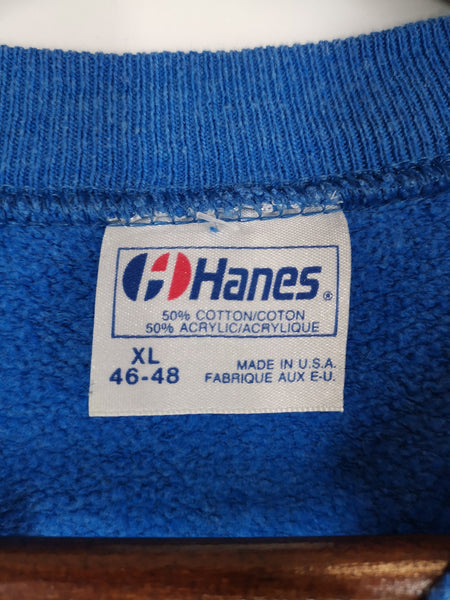 Hanes®
50% COTTON/COTON
50% ACRYLIC/ACRYLIQUE
XL
46-48
MADE IN U.S.A.
FABRIQUE AUX E-U.